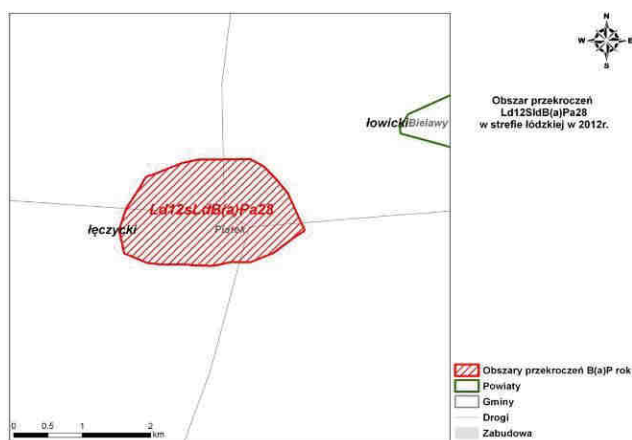 N
W E
S
Obszar przekroczeń
Ld12SldB(a)Pa28
w strefie łódzkiej w 2012r.
łowicki Bielawy
Ld12sLdB(a)Pa28
łęczycki Piątek
Obszary przekroczeń B(a)P rok
Powiaty
Gminy
Drogi
Zabudowa
0 0.5 1 2
km